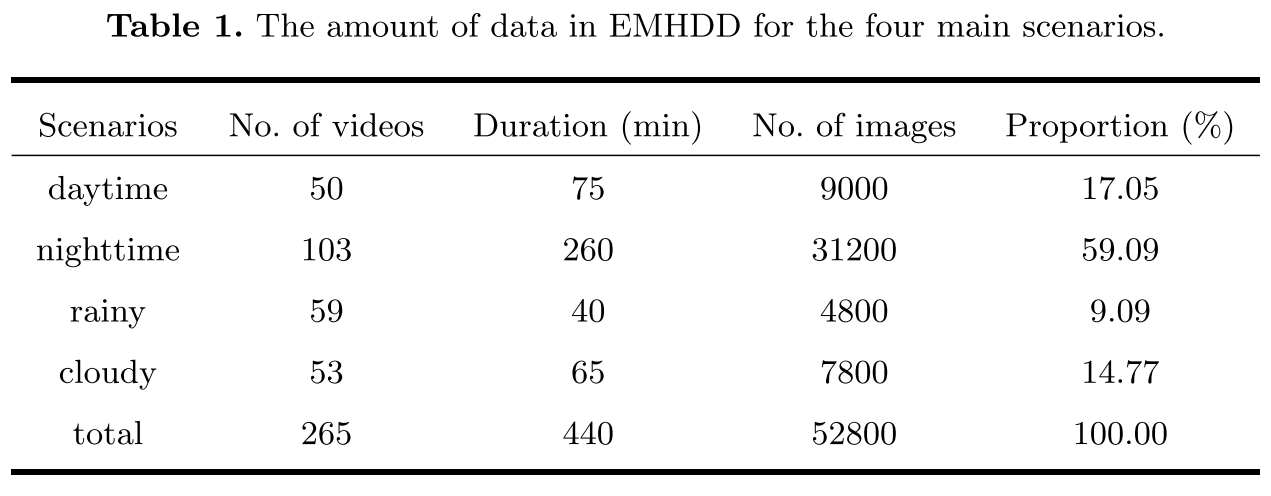 Table 1. The amount of data in EMHDD for the four main scenarios.
Scenarios No. of videos Duration (min) No. of images Proportion (%)
daytime 50 75 9000 17.05
nighttime 103 260 31200 59.09
rainy 59 40 4800 9.09
cloudy 53 65 7800 14.77
total 265 440 52800 100.00